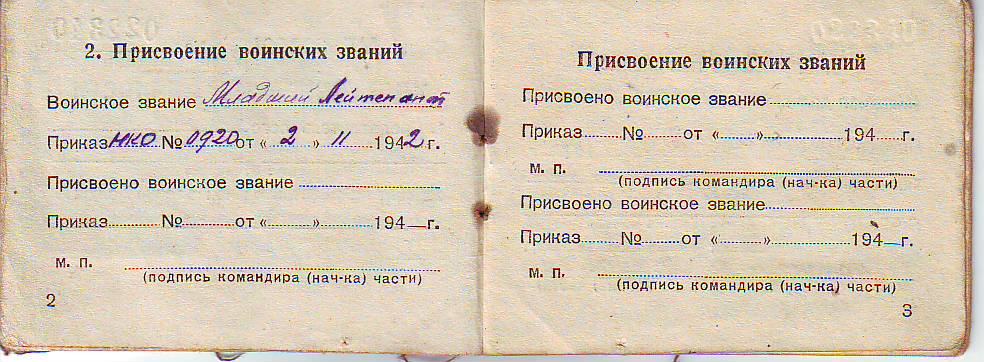 2. Присвоение воинских званий
Воинское звание Младший Лейтенант
Приказ НКО № 0920 от « 2 » 11 1942 г.
Присвоено воинское звание
Приказ № от « » 194 г.
м. п.
(подпись командира (нач-ка) части)
2
Присвоение воинских званий
Присвоено воинское звание
Приказ № от « » 194 г.
м. п.
(подпись командира (нач-ка) части)
Присвоено воинское звание
Приказ № от « » 194 г.
м. п.
(подпись командира (нач-ка) части)
3